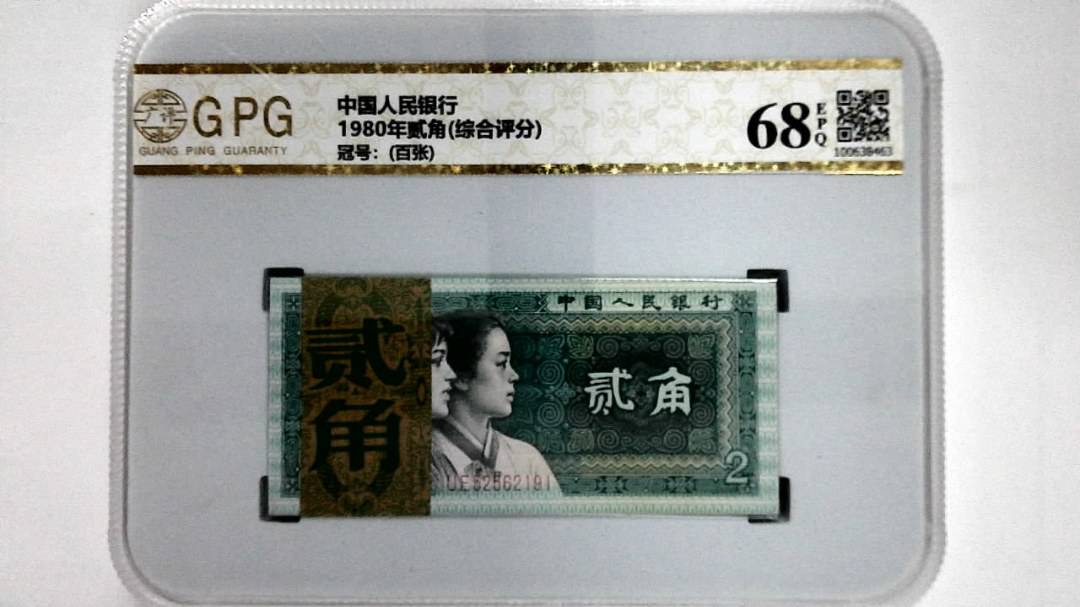 GPG
GUANG PING GUARANTY
中国人民银行
1980年贰角(综合评分)
冠号：(百张)
68
EPQ
100638463
中国人民银行
贰角
贰角
2